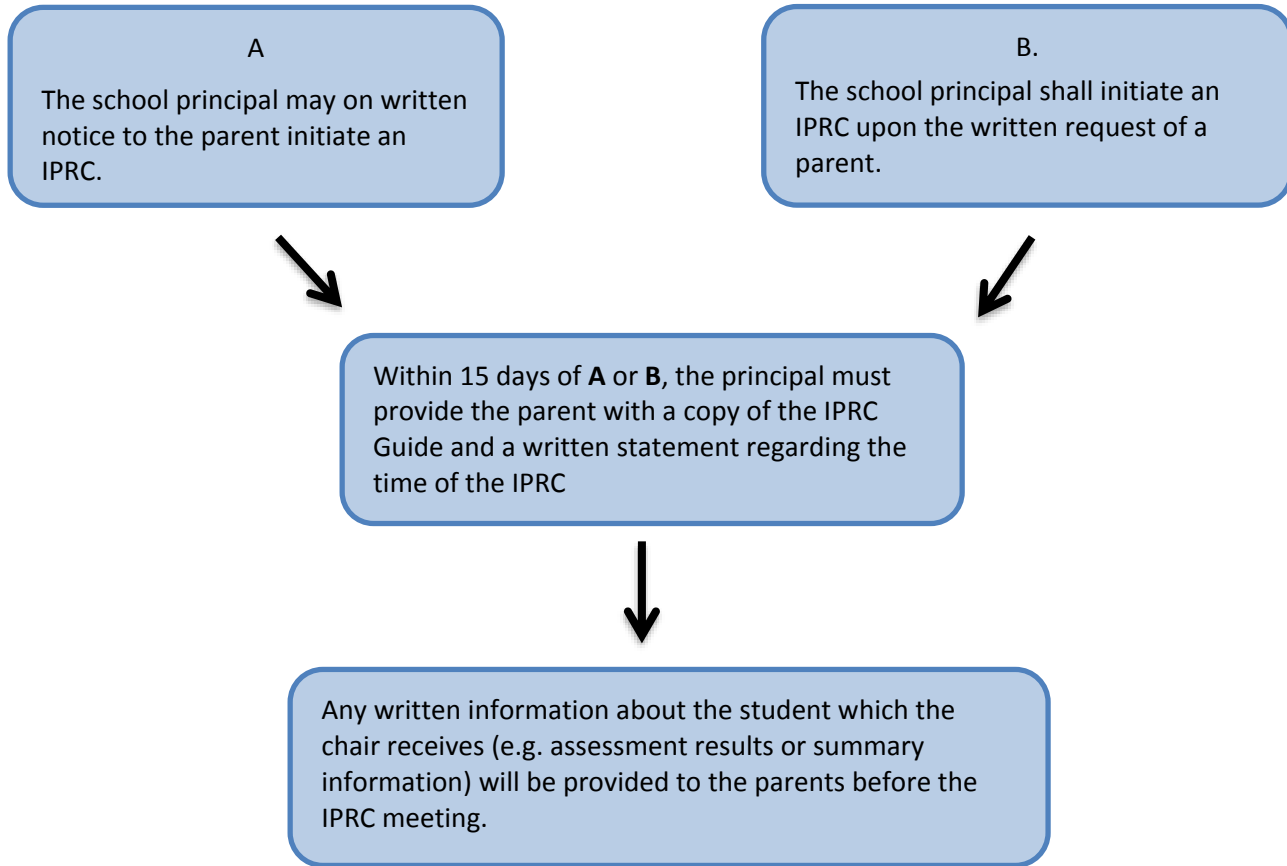 A
The school principal may on written
notice to the parent initiate an
IPRC.
B.
The school principal shall initiate an
IPRC upon the written request of a
parent.
Within 15 days of A or B, the principal must
provide the parent with a copy of the IPRC
Guide and a written statement regarding the
time of the IPRC
Any written information about the student which the
chair receives (e.g. assessment results or summary
information) will be provided to the parents before the
IPRC meeting.